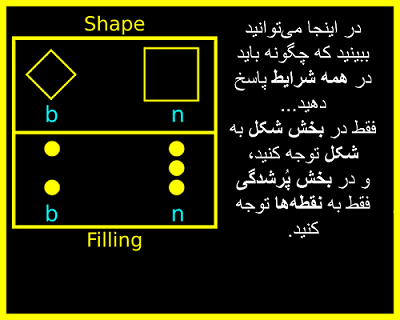 Shape
b n
b n
Filling
در اینجا می‌توانید
ببینید که چگونه باید
در همه شرایط پاسخ
دهید...
فقط در بخش شکل به
شکل توجه کنید،
و در بخش پُرشدگی
فقط به نقطه‌ها توجه
کنید.